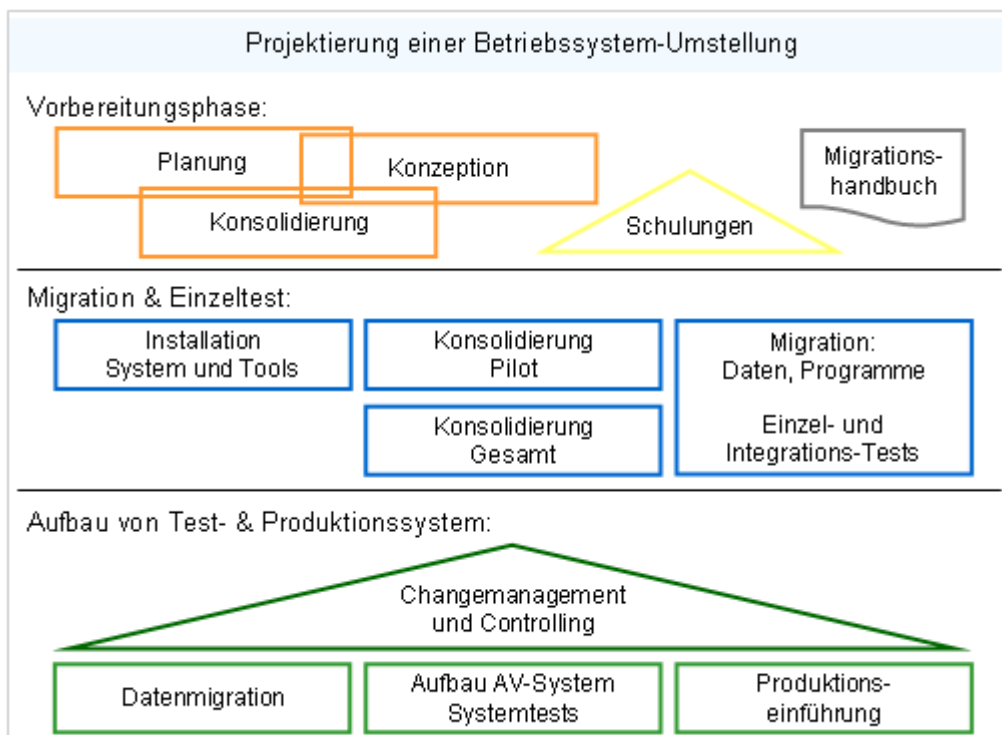 Projektierung einer Betriebssystem-Umstellung
Vorbereitungsphase:
Planung
Konzeption
Konsolidierung
Schulungen
Migrations-
handbuch
Migration & Einzeltest:
Installation
System und Tools
Konsolidierung
Pilot
Konsolidierung
Gesamt
Migration:
Daten, Programme
Einzel- und
Integrations-Tests
Aufbau von Test- & Produktionssystem:
Changemanagement
und Controlling
Datenmigration
Aufbau AV-System
Systemtests
Produktions-
einführung